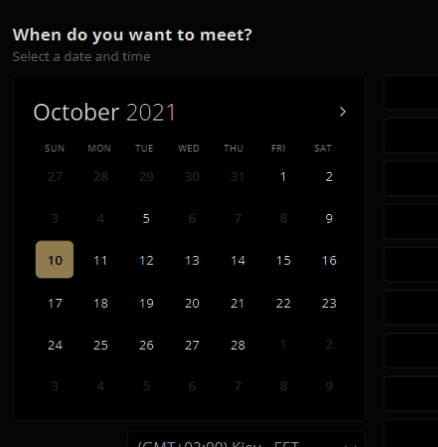 When do you want to meet?
Select a date and time
October 2021
SUN MON TUE WED THU FRI SAT
27 28 29 30 31 1 2
3 4 5 6 7 8 9
10 11 12 13 14 15 16
17 18 19 20 21 22 23
24 25 26 27 28 1 2
3 4 5 6 7 8 9
(GMT+02:00) Kiev - EET